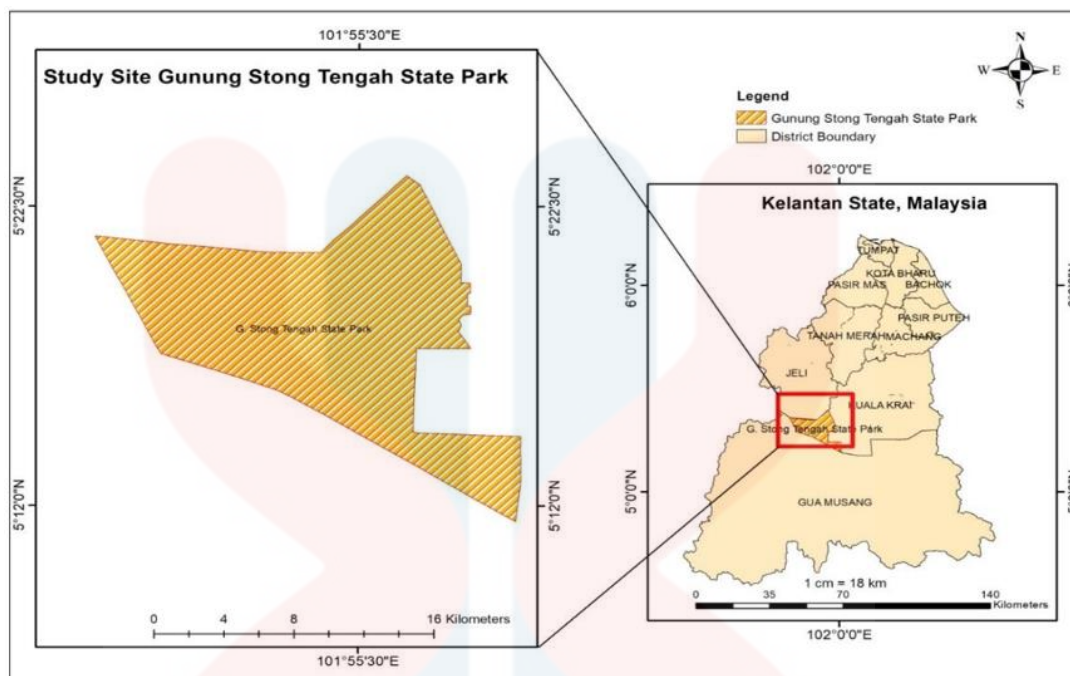 101°55'30"E
Study Site Gunung Stong Tengah State Park
5°22'30"N
5°22'30"N
G. Stong Tengah State Park
5°12'0"N
5°12'0"N
0 4 8 16 Kilometers
101°55'30"E
N
W E
S
Legend
Gunung Stong Tengah State Park
District Boundary
102°0'0"E
Kelantan State, Malaysia
TUMPAT
KOTA BHARU
PASIR MAS BACHOK
6°0'0"N
PASIR PUTEH
TANAH MERAH MACHANG
JELI
KUALA KRAI
G. Stong Tengah State Park
5°0'0"N
GUA MUSANG
1 cm = 18 km
0 35 70 140
Kilometers
102°0'0"E